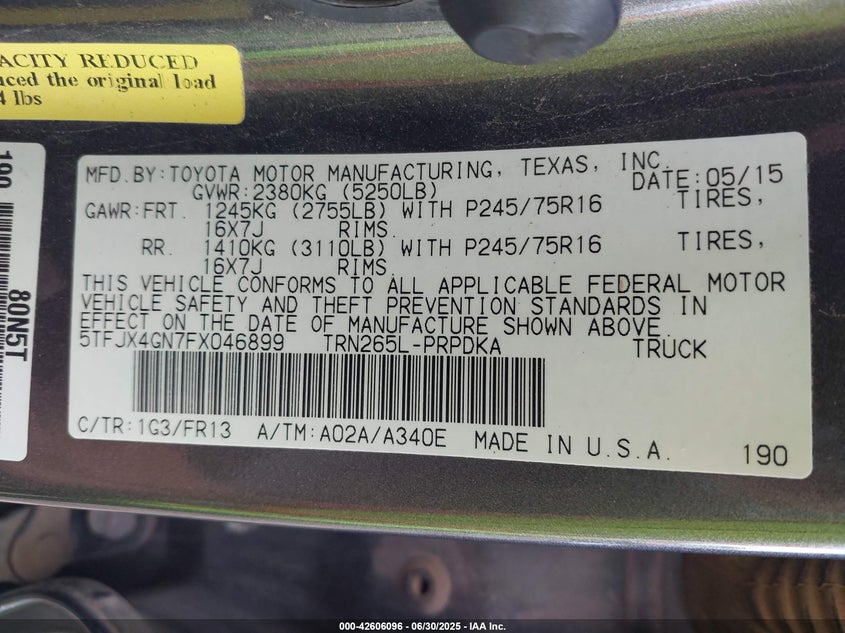 ACITY REDUCED
the original load
4 lbs
80N5T
MFD.BY:TOYOTA MOTOR MANUFACTURING, TEXAS, INC.
GVWR:2380KG (5250LB) DATE:05/15
GAWR:FRT. 1245KG (2755LB) WITH P245/75R16 TIRES,
16X7J RIMS,
RR. 1410KG (3110LB) WITH P245/75R16 TIRES,
16X7J RIMS
THIS VEHICLE CONFORMS TO ALL APPLICABLE FEDERAL MOTOR
VEHICLE SAFETY AND THEFT PREVENTION STANDARDS IN
EFFECT ON THE DATE OF MANUFACTURE SHOWN ABOVE.
5TFJX4GN7FX046899 TRN265L-PRPDKA TRUCK
C/TR:1G3/FR13 A/TM:A02A/A340E MADE IN U.S.A. 190
000-42606096 - 06/30/2025 - IAA Inc.